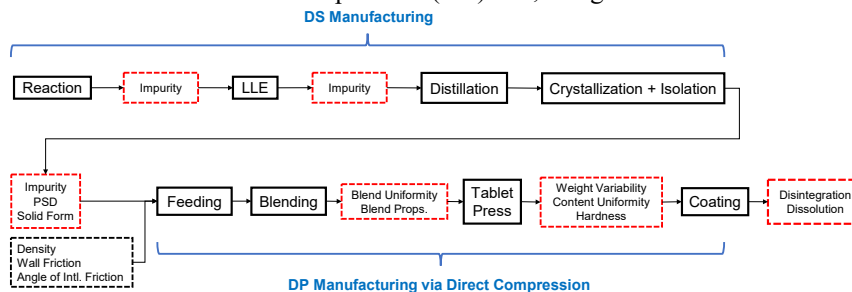 DS Manufacturing
Reaction
Impurity
LLE
Impurity
Distillation
Crystallization + Isolation
Impurity
PSD
Solid Form
Density
Wall Friction
Angle of Intl. Friction
Feeding
Blending
Blend Uniformity
Blend Props.
Tablet
Press
Weight Variability
Content Uniformity
Hardness
Coating
Disintegration
Dissolution
DP Manufacturing via Direct Compression